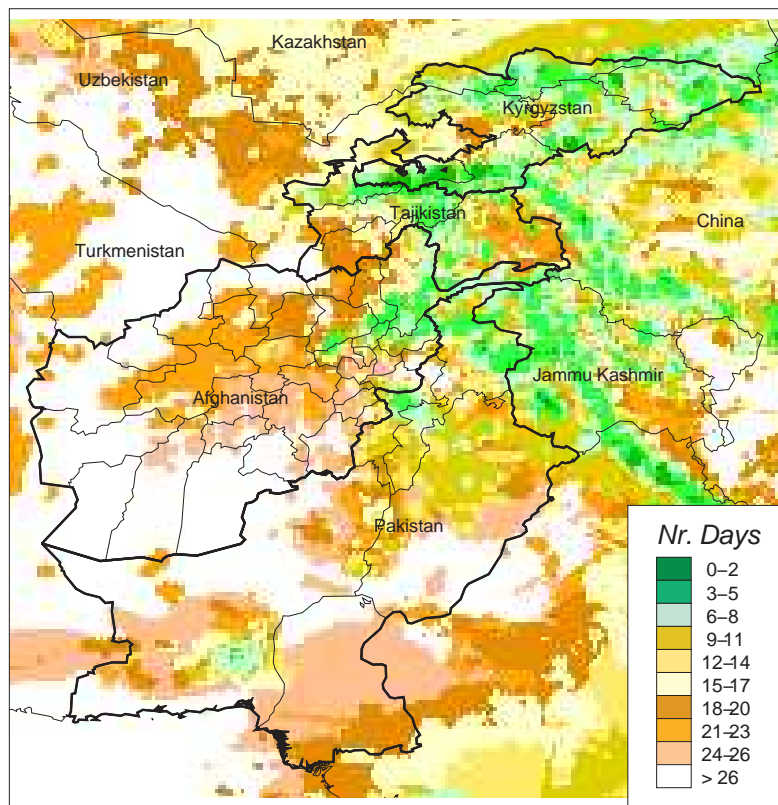 Kazakhstan
Uzbekistan
Kyrgyzstan
Tajikistan
China
Turkmenistan
Jammu Kashmir
Afghanistan
Pakistan
Nr. Days
0–2
3–5
6–8
9–11
12–14
15–17
18–20
21–23
24–26
> 26